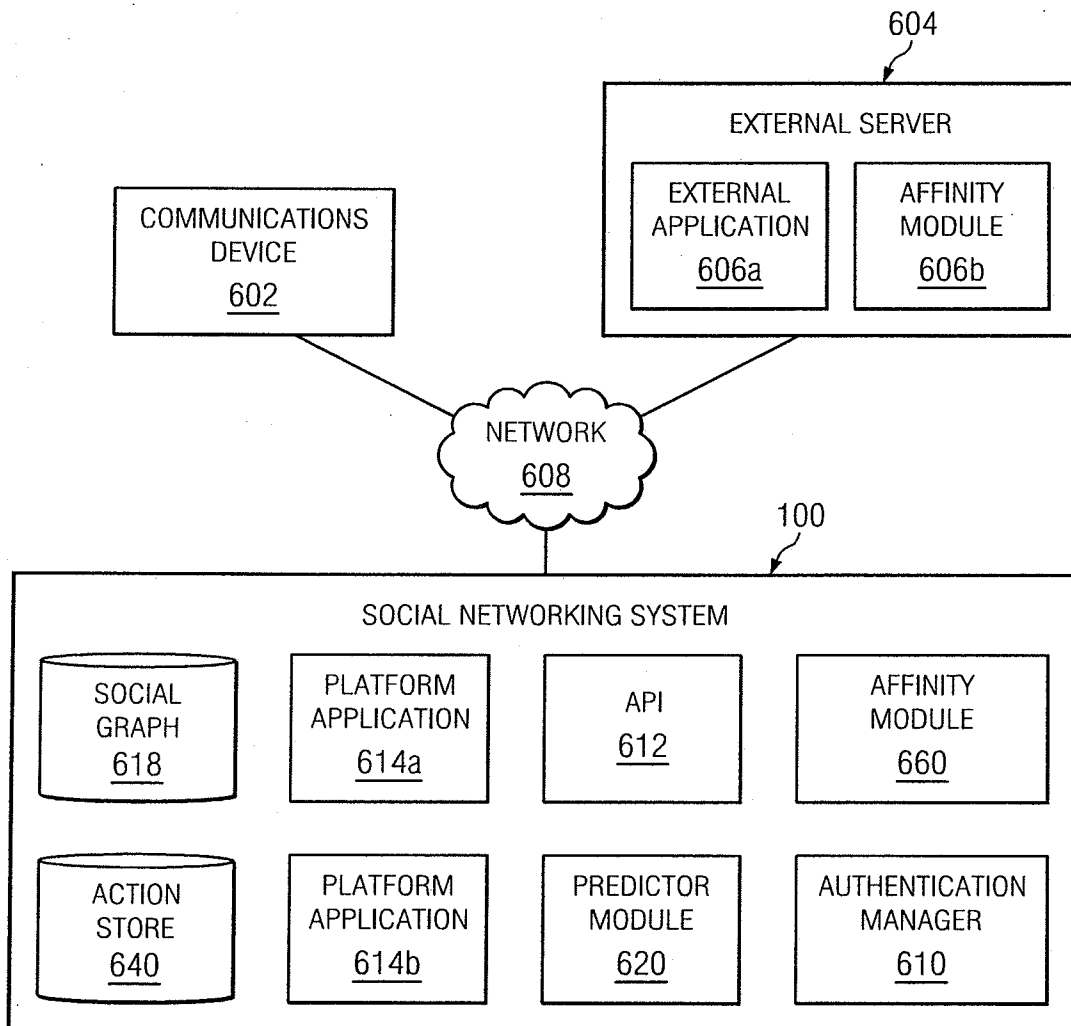 604
EXTERNAL SERVER
EXTERNAL
APPLICATION
606a
AFFINITY
MODULE
606b
COMMUNICATIONS
DEVICE
602
NETWORK
608
100
SOCIAL NETWORKING SYSTEM
SOCIAL
GRAPH
618
PLATFORM
APPLICATION
614a
API
612
AFFINITY
MODULE
660
ACTION
STORE
640
PLATFORM
APPLICATION
614b
PREDICTOR
MODULE
620
AUTHENTICATION
MANAGER
610